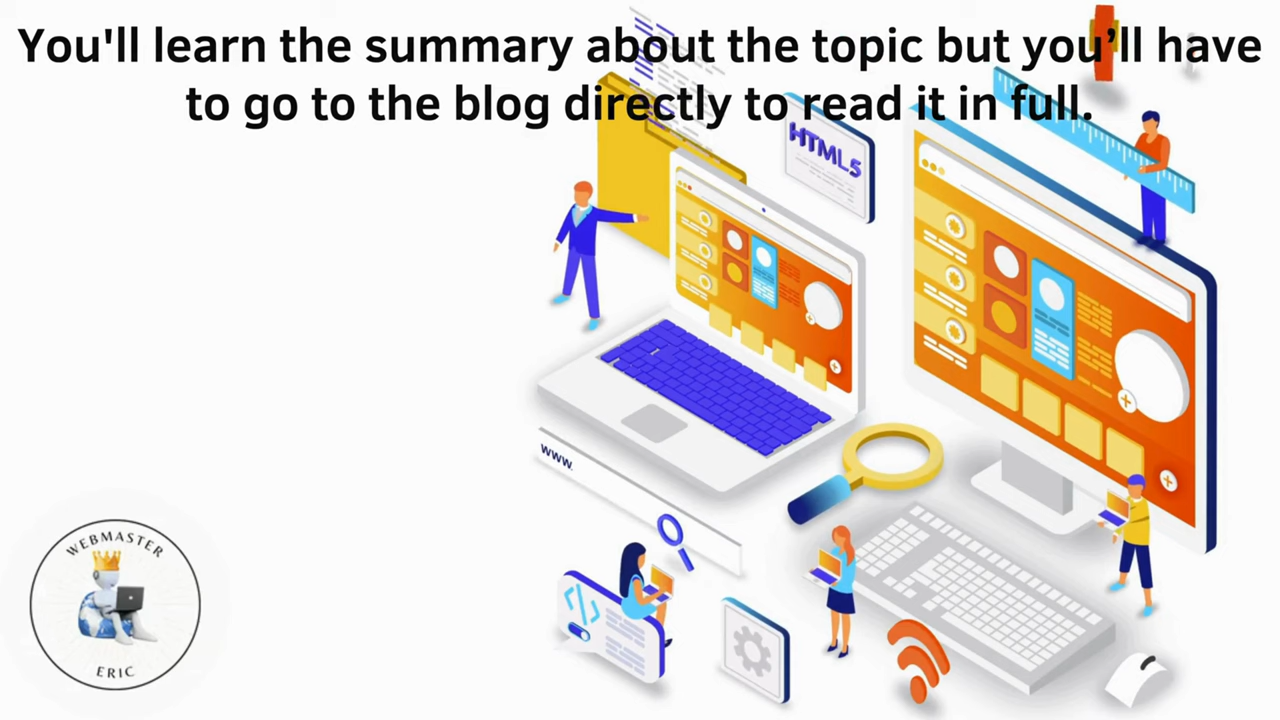 You'll learn the summary about the topic but you’ll have
to go to the blog directly to read it in full.
HTML5
www.
WEBMASTER
ERIC